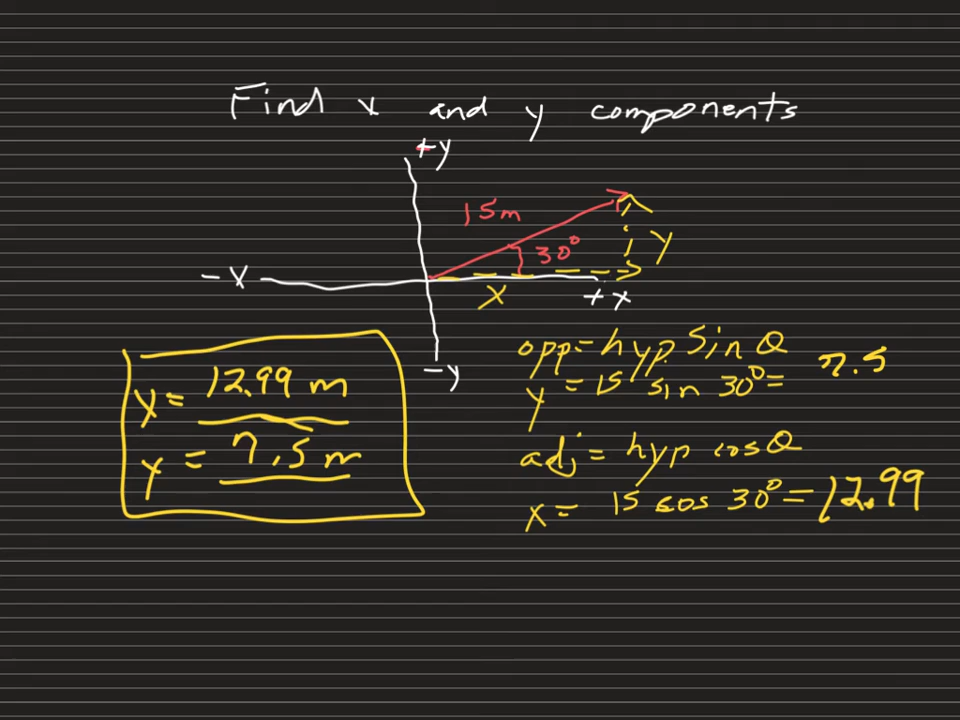 Find x and y components
+y
15m
30°
y
-x
x
+x
-y
opp = hyp sin θ
y = 15 sin 30° = 7.5
adj = hyp cos θ
x = 15 cos 30° = 12.99
x = 12.99 m
y = 7.5 m